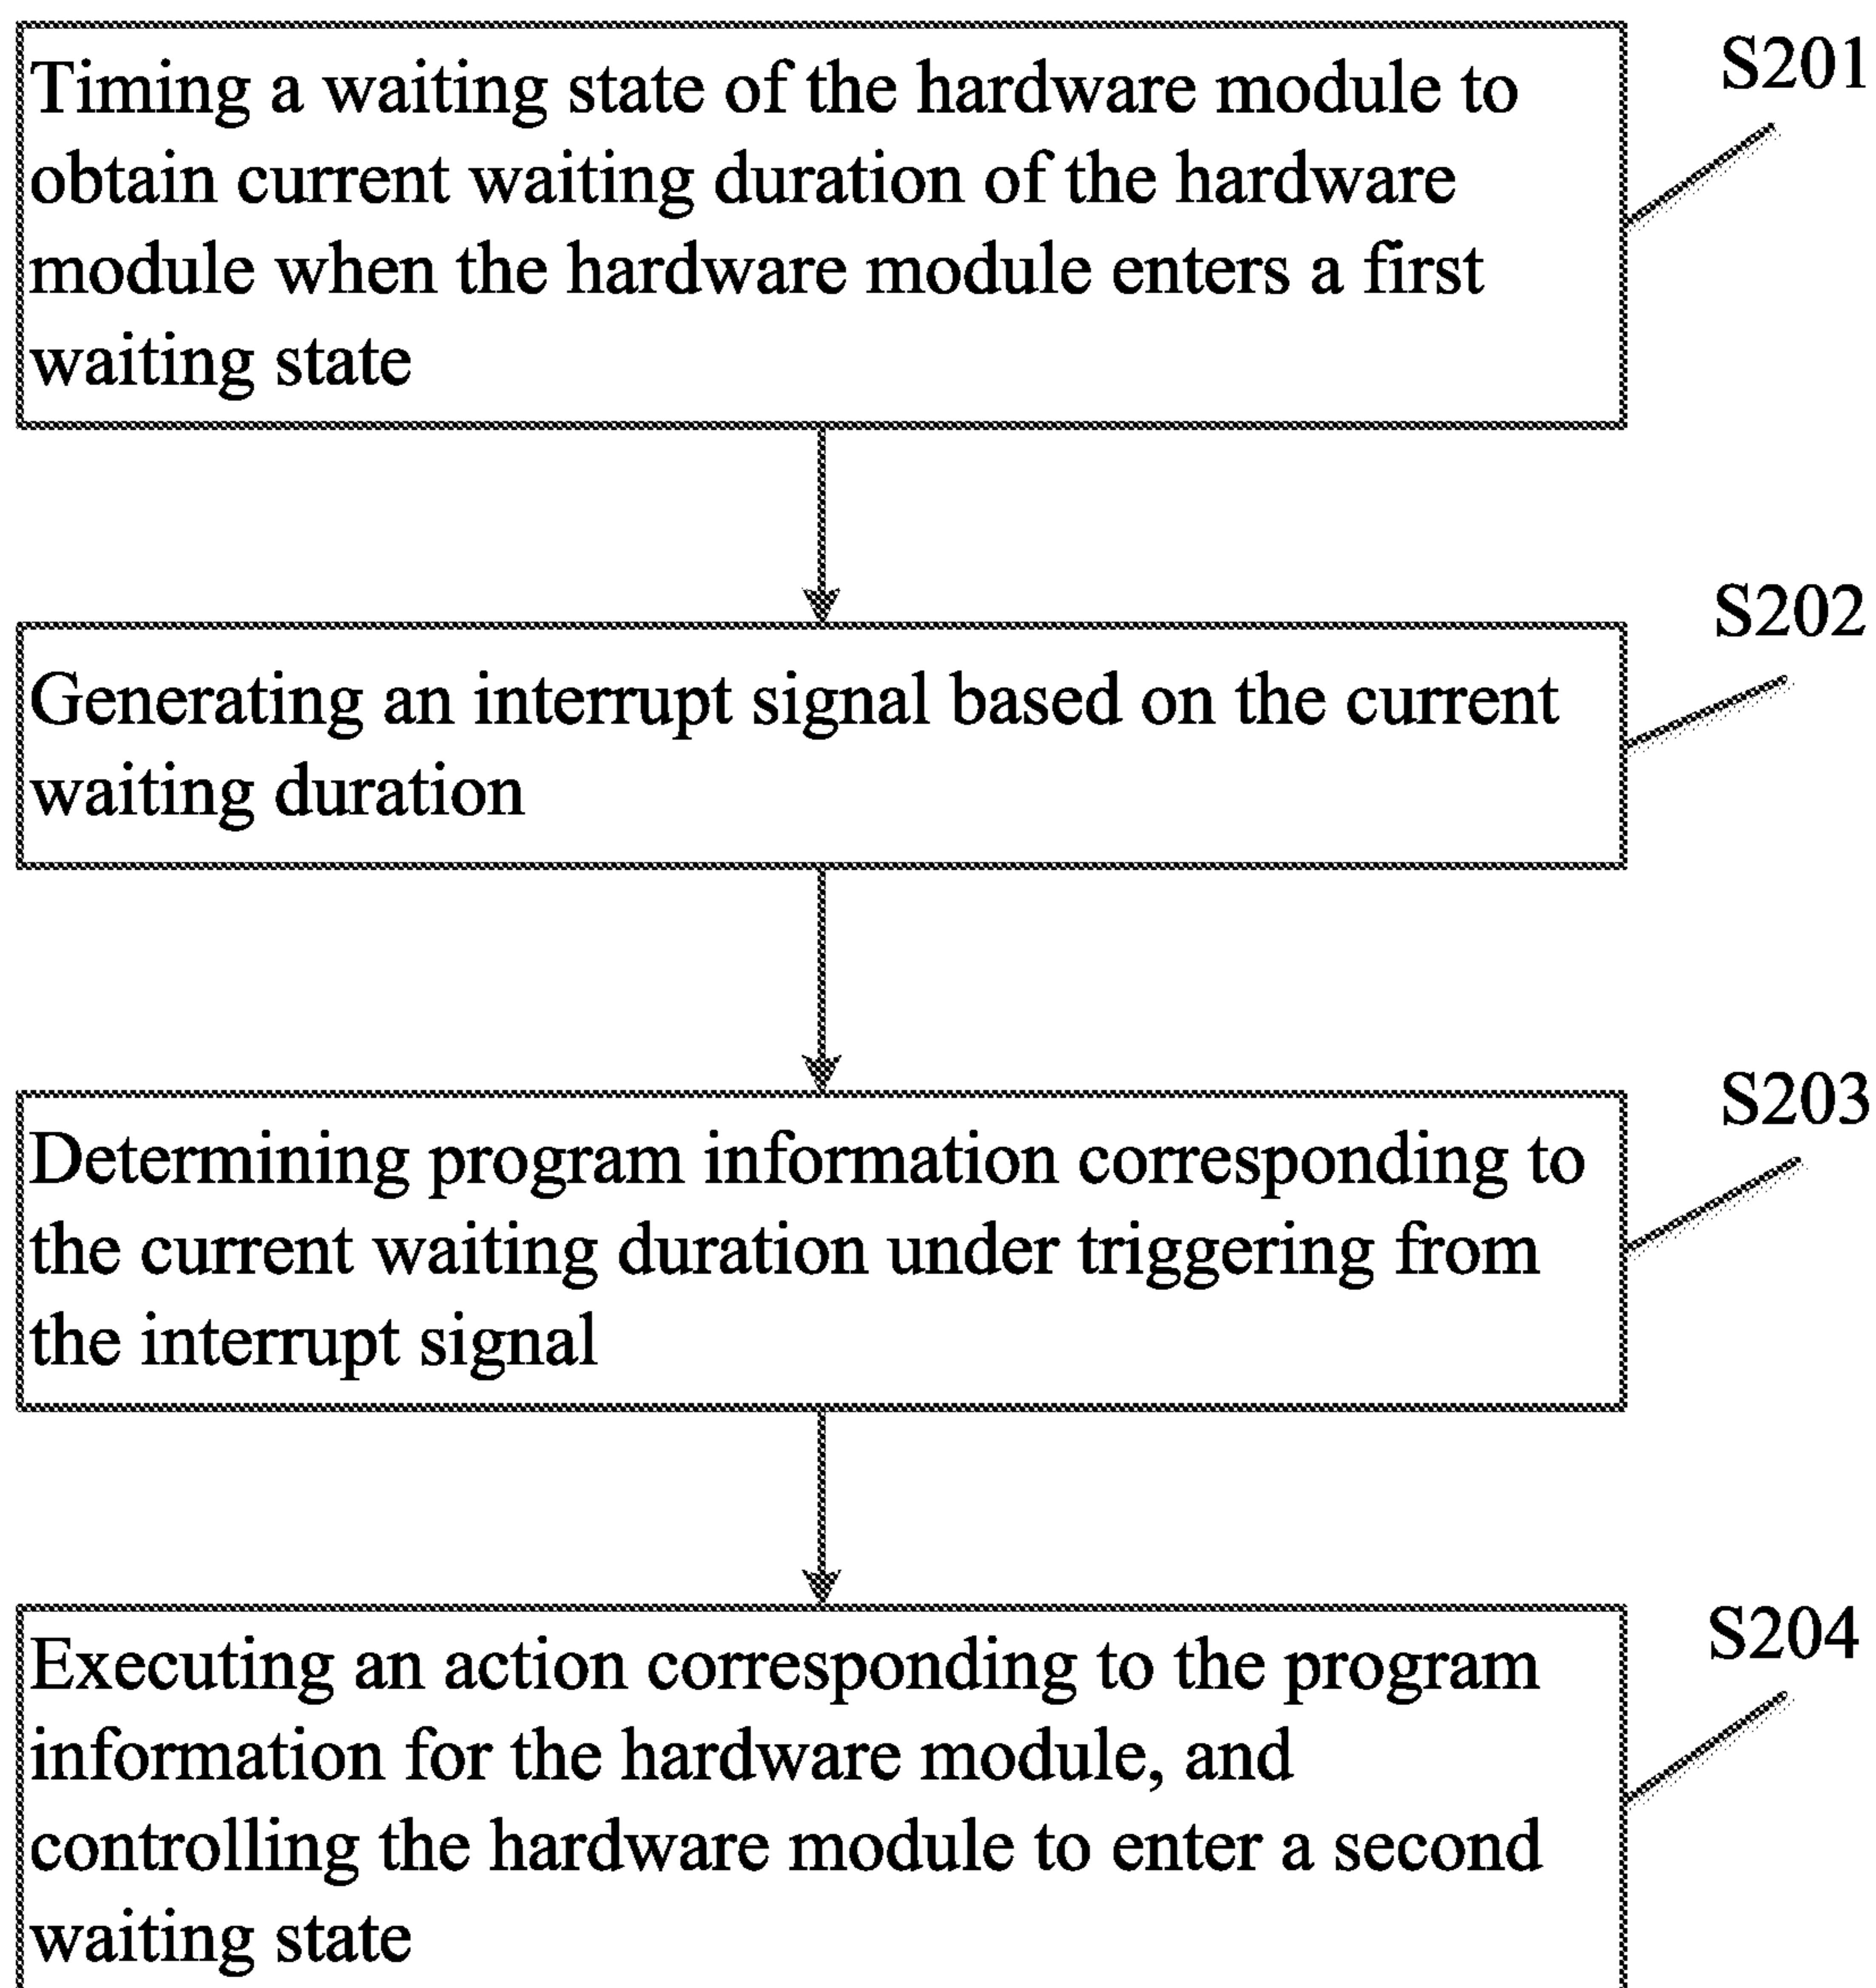 Timing a waiting state of the hardware module to
obtain current waiting duration of the hardware
module when the hardware module enters a first
waiting state
S201
Generating an interrupt signal based on the current
waiting duration
S202
Determining program information corresponding to
the current waiting duration under triggering from
the interrupt signal
S203
Executing an action corresponding to the program
information for the hardware module, and
controlling the hardware module to enter a second
waiting state
S204